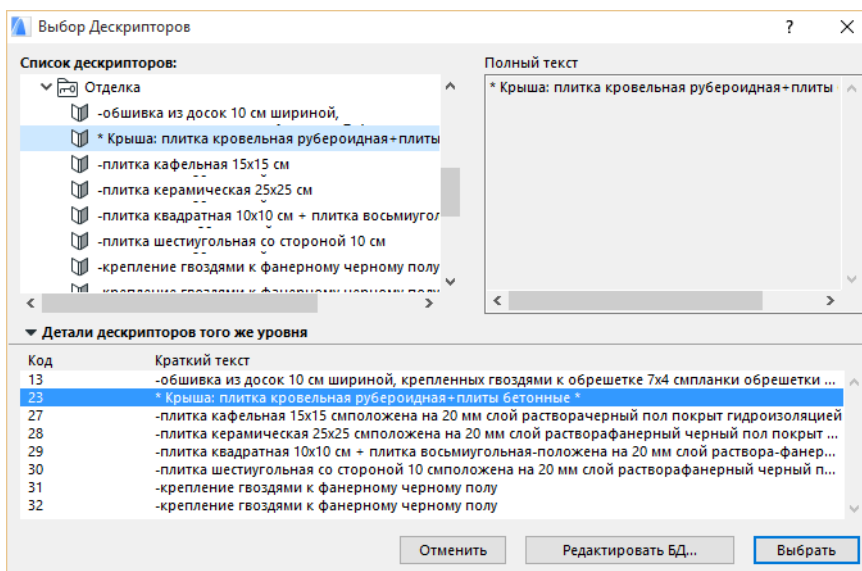 Выбор Дескрипторов
?
Список дескрипторов:
Полный текст
Отделка
-обшивка из досок 10 см шириной,
* Крыша: плитка кровельная рубероидная+плиты
-плитка кафельная 15x15 см
-плитка керамическая 25x25 см
-плитка квадратная 10x10 см + плитка восьмиугол
-плитка шестиугольная со стороной 10 см
-крепление гвоздями к фанерному черному полу
* Крыша: плитка кровельная рубероидная+плиты
Детали дескрипторов того же уровня
Код Краткий текст
13 -обшивка из досок 10 см шириной, крепленных гвоздями к обрешетке 7x4 смпланки обрешетки ...
23 * Крыша: плитка кровельная рубероидная+плиты бетонные *
27 -плитка кафельная 15x15 смположена на 20 мм слой растворачерный пол покрыт гидроизоляцией
28 -плитка керамическая 25x25 смположена на 20 мм слой растворафанерный черный пол покрыт ...
29 -плитка квадратная 10x10 см + плитка восьмиугольная-положена на 20 мм слой раствора-фанер...
30 -плитка шестиугольная со стороной 10 смположена на 20 мм слой растворафанерный черный п...
31 -крепление гвоздями к фанерному черному полу
32 -крепление гвоздями к фанерному черному полу
Отменить Редактировать БД... Выбрать